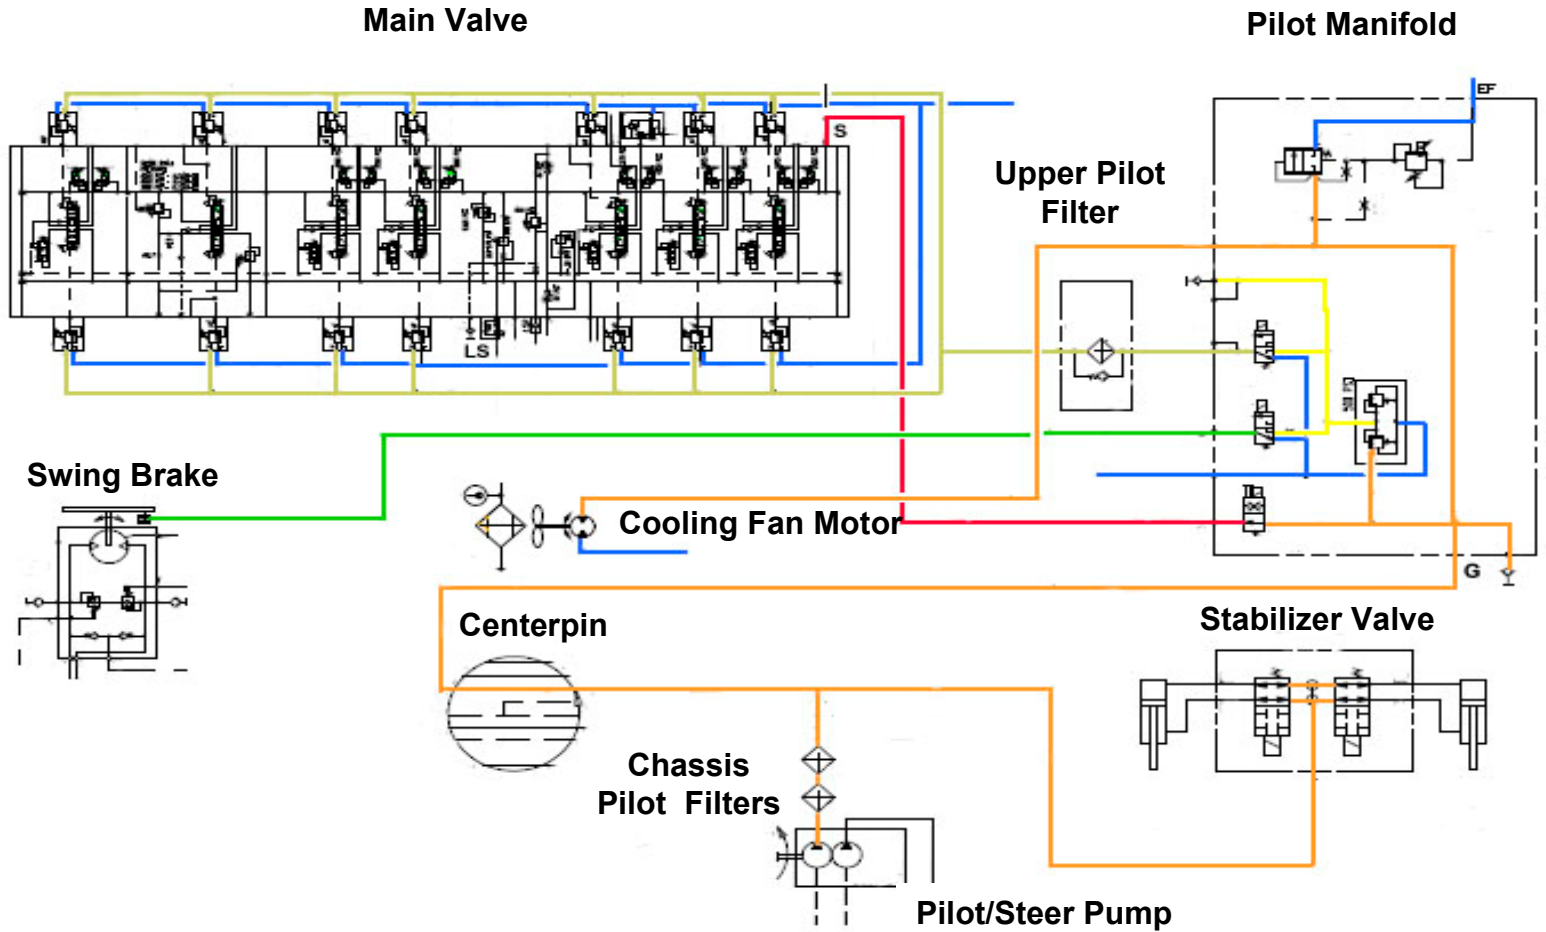 Main Valve
Pilot Manifold
EF
S
Upper Pilot
Filter
LS
Swing Brake
Cooling Fan Motor
G
Centerpin
Stabilizer Valve
Chassis
Pilot Filters
Pilot/Steer Pump